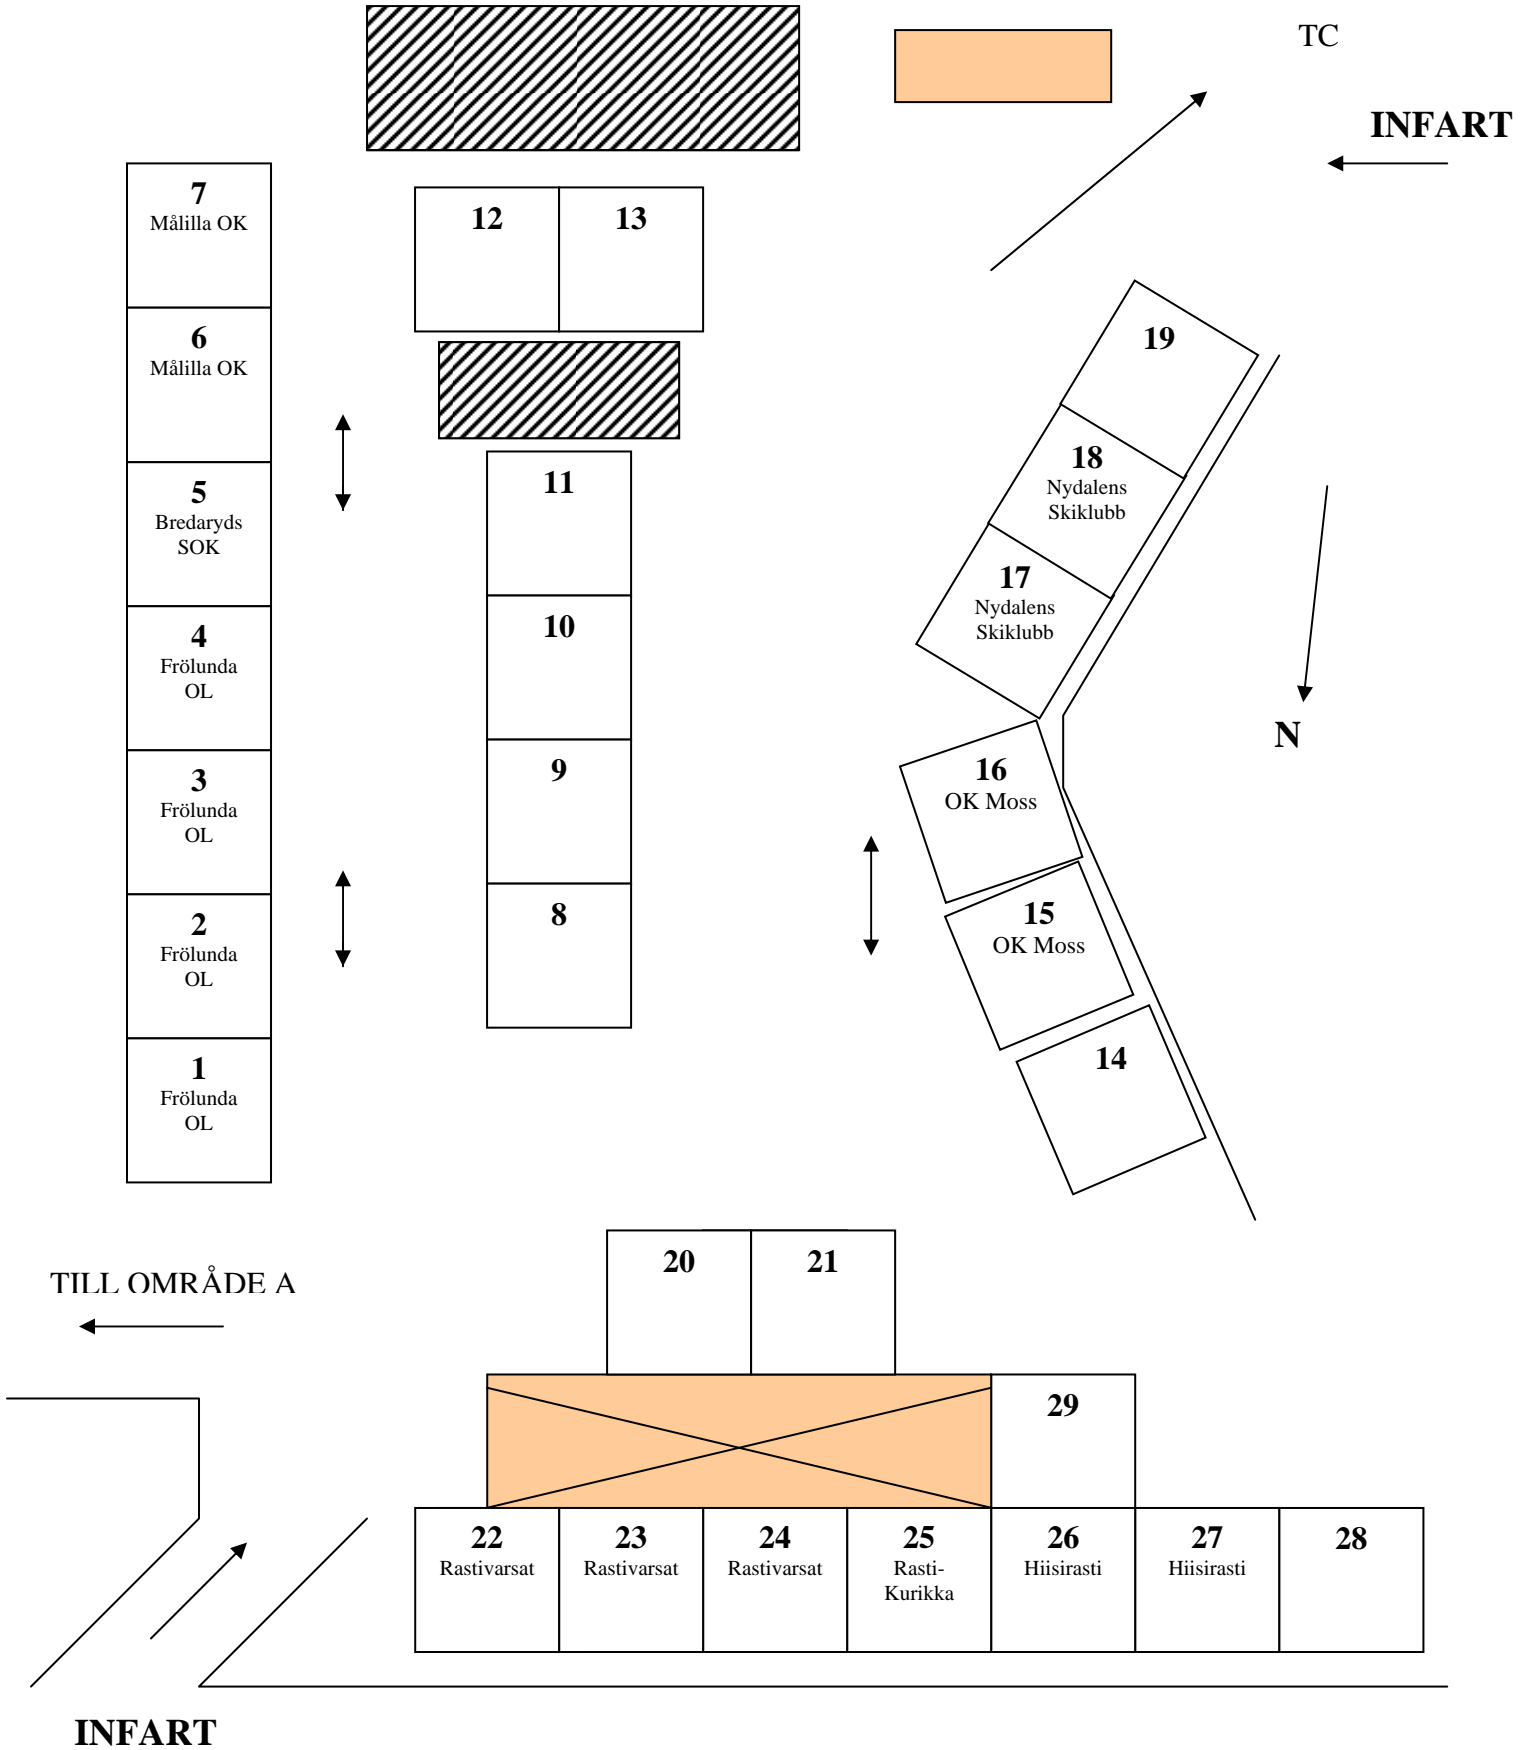 TC
INFART
7
Målilla OK
12
13
6
Målilla OK
19
5
Bredaryds
SOK
11
18
Nydalens
Skiklubb
4
Frölunda
OL
10
17
Nydalens
Skiklubb
N
3
Frölunda
OL
9
16
OK Moss
2
Frölunda
OL
8
15
OK Moss
1
Frölunda
OL
14
20
21
TILL OMRÅDE A
29
22
Rastivarsat
23
Rastivarsat
24
Rastivarsat
25
Rasti-
Kurikka
26
Hiisirasti
27
Hiisirasti
28
INFART